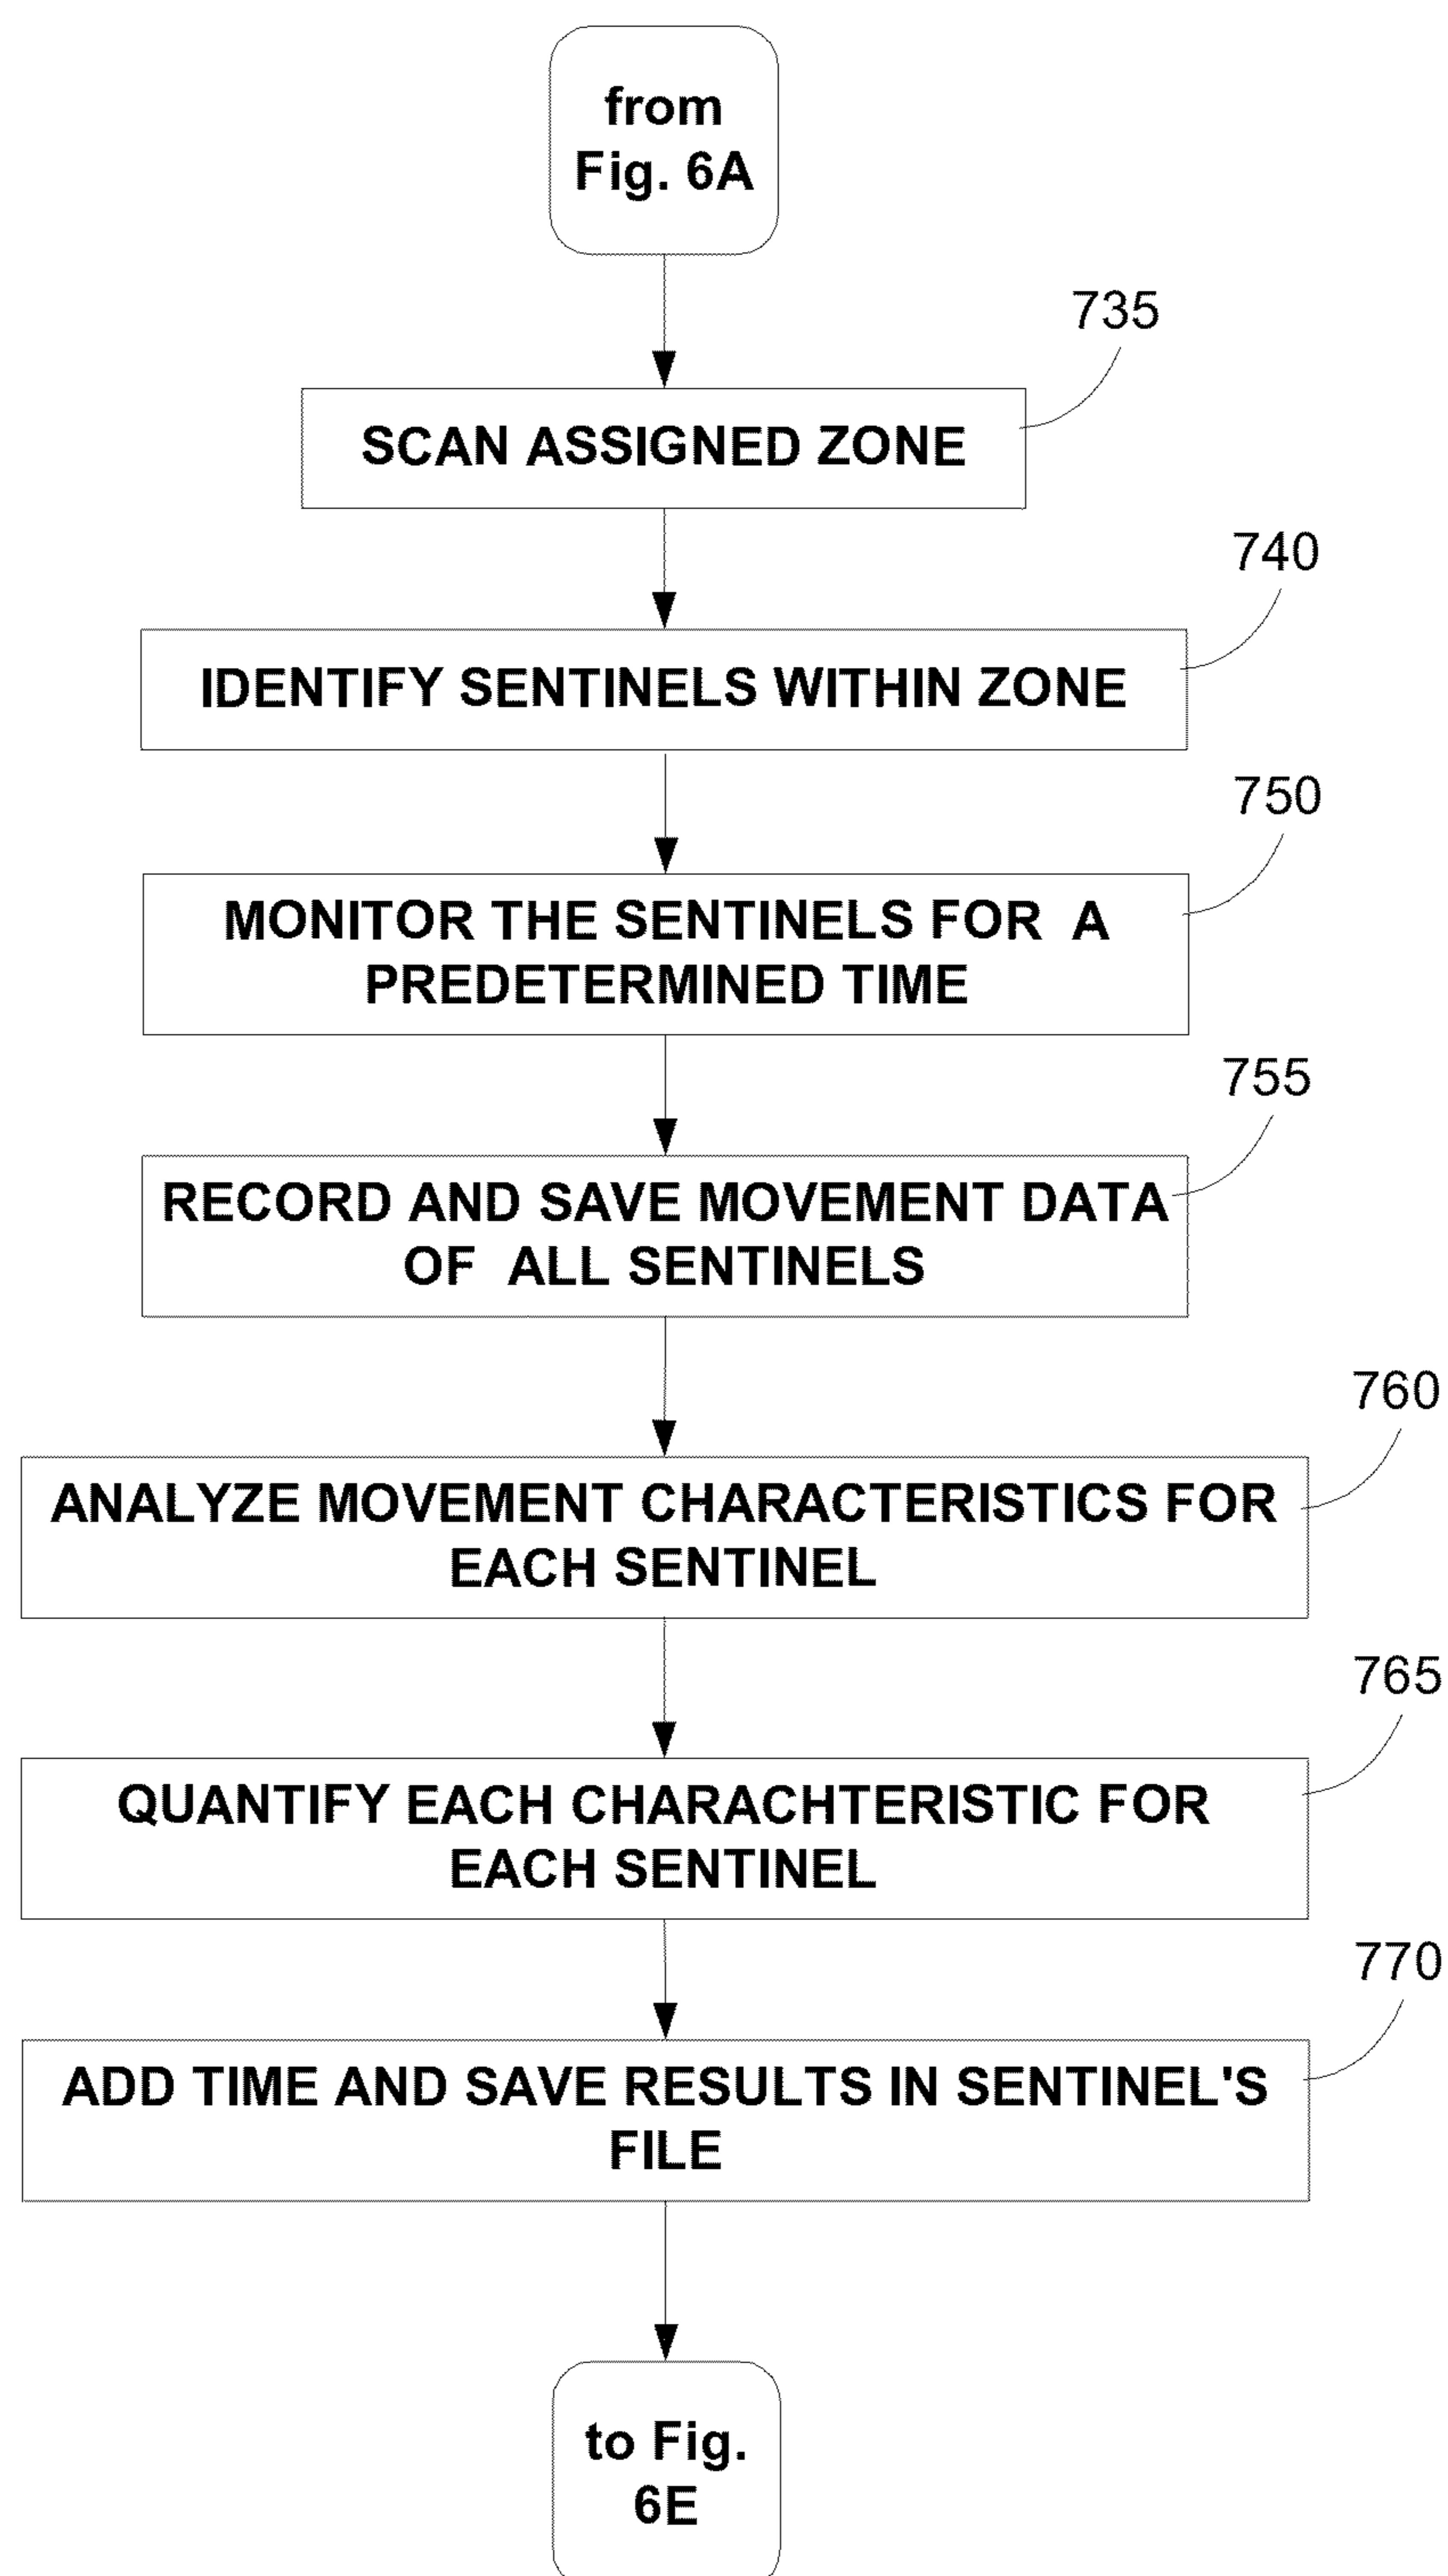 from
Fig. 6A
735
SCAN ASSIGNED ZONE
740
IDENTIFY SENTINELS WITHIN ZONE
750
MONITOR THE SENTINELS FOR A
PREDETERMINED TIME
755
RECORD AND SAVE MOVEMENT DATA
OF ALL SENTINELS
760
ANALYZE MOVEMENT CHARACTERISTICS FOR
EACH SENTINEL
765
QUANTIFY EACH CHARACHTERISTIC FOR
EACH SENTINEL
770
ADD TIME AND SAVE RESULTS IN SENTINEL'S
FILE
to Fig.
6E